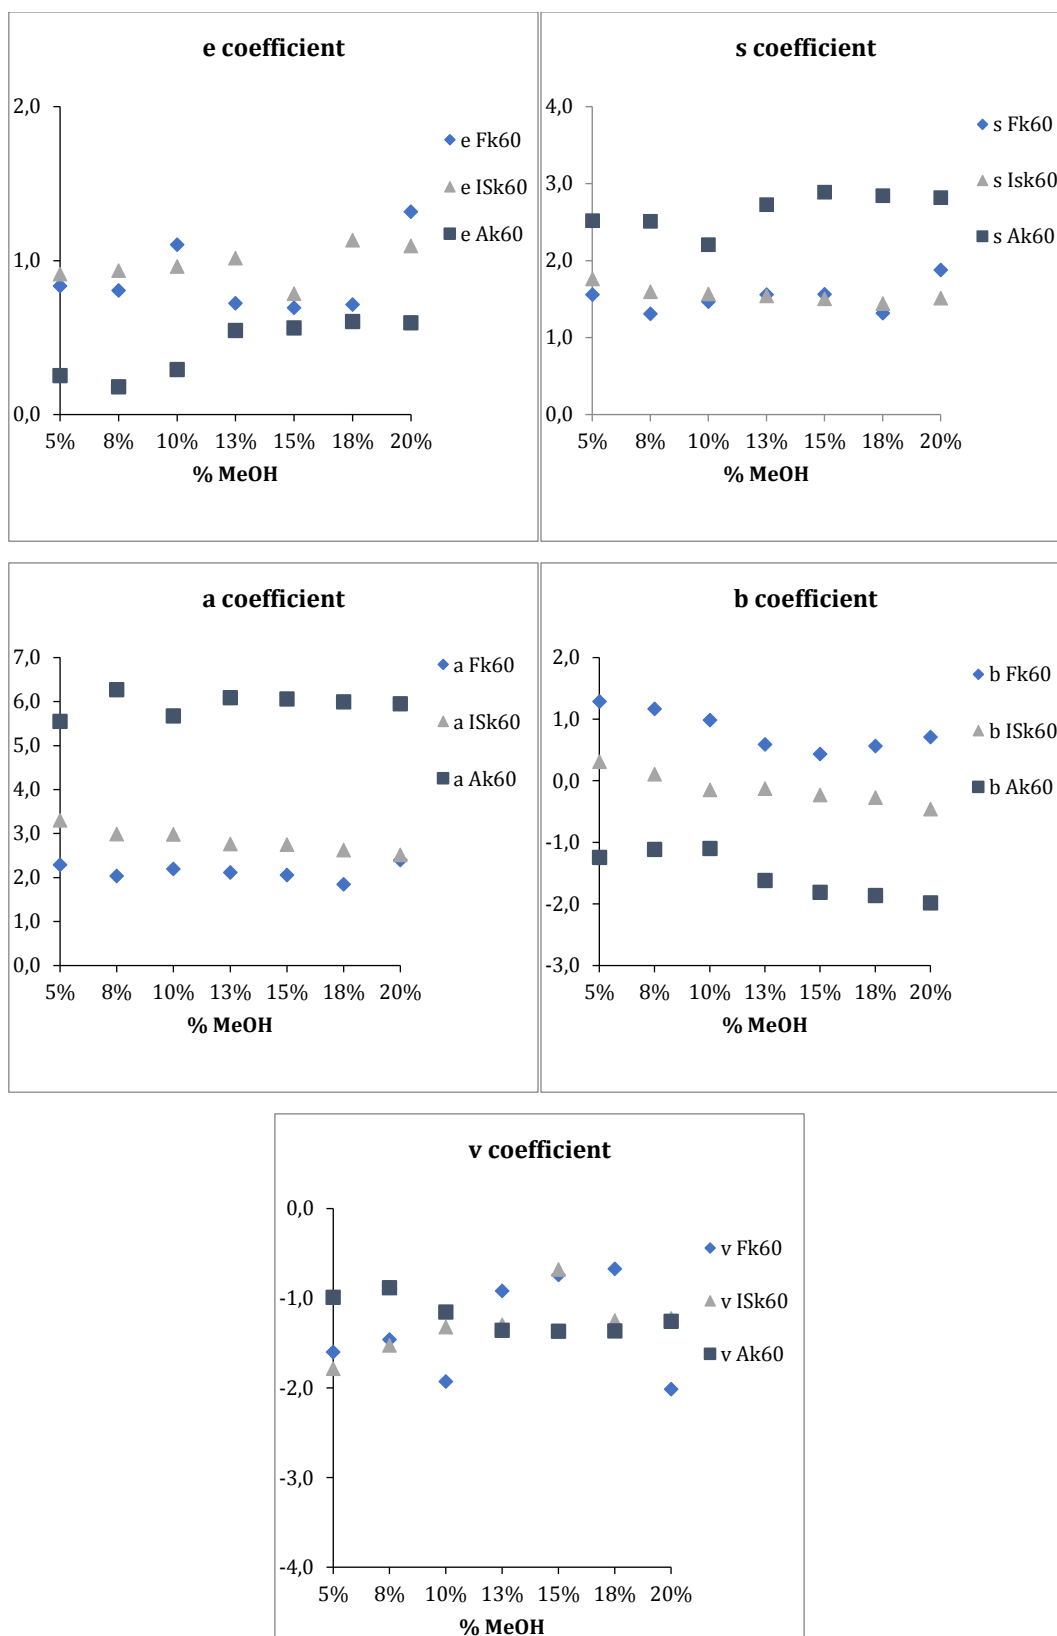 e coefficient
2,0
1,0
0,0
e Fk60
e ISk60
e Ak60
5% 8% 10% 13% 15% 18% 20%
% MeOH
s coefficient
4,0
3,0
2,0
1,0
0,0
s Fk60
s Isk60
s Ak60
5% 8% 10% 13% 15% 18% 20%
% MeOH
a coefficient
7,0
6,0
5,0
4,0
3,0
2,0
1,0
0,0
a Fk60
a ISk60
a Ak60
5% 8% 10% 13% 15% 18% 20%
% MeOH
b coefficient
2,0
1,0
0,0
-1,0
-2,0
-3,0
b Fk60
b ISk60
b Ak60
5% 8% 10% 13% 15% 18% 20%
% MeOH
v coefficient
0,0
-1,0
-2,0
-3,0
-4,0
v Fk60
v ISk60
v Ak60
5% 8% 10% 13% 15% 18% 20%
% MeOH